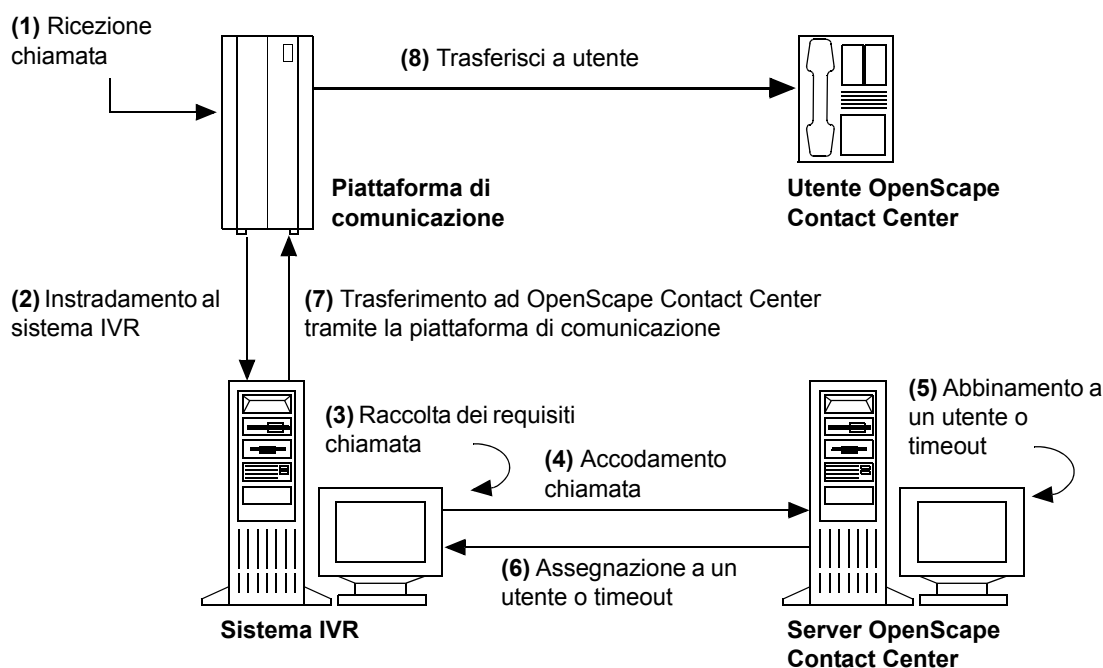 (1) Ricezione
chiamata
(8) Trasferisci a utente
Piattaforma di
comunicazione
Utente OpenScape
Contact Center
(2) Instradamento al
sistema IVR
(7) Trasferimento ad OpenScape Contact Center
tramite la piattaforma di comunicazione
(3) Raccolta dei requisiti
chiamata
(4) Accodamento
chiamata
(5) Abbinamento a
un utente o
timeout
(6) Assegnazione a un
utente o timeout
Sistema IVR
Server OpenScape
Contact Center